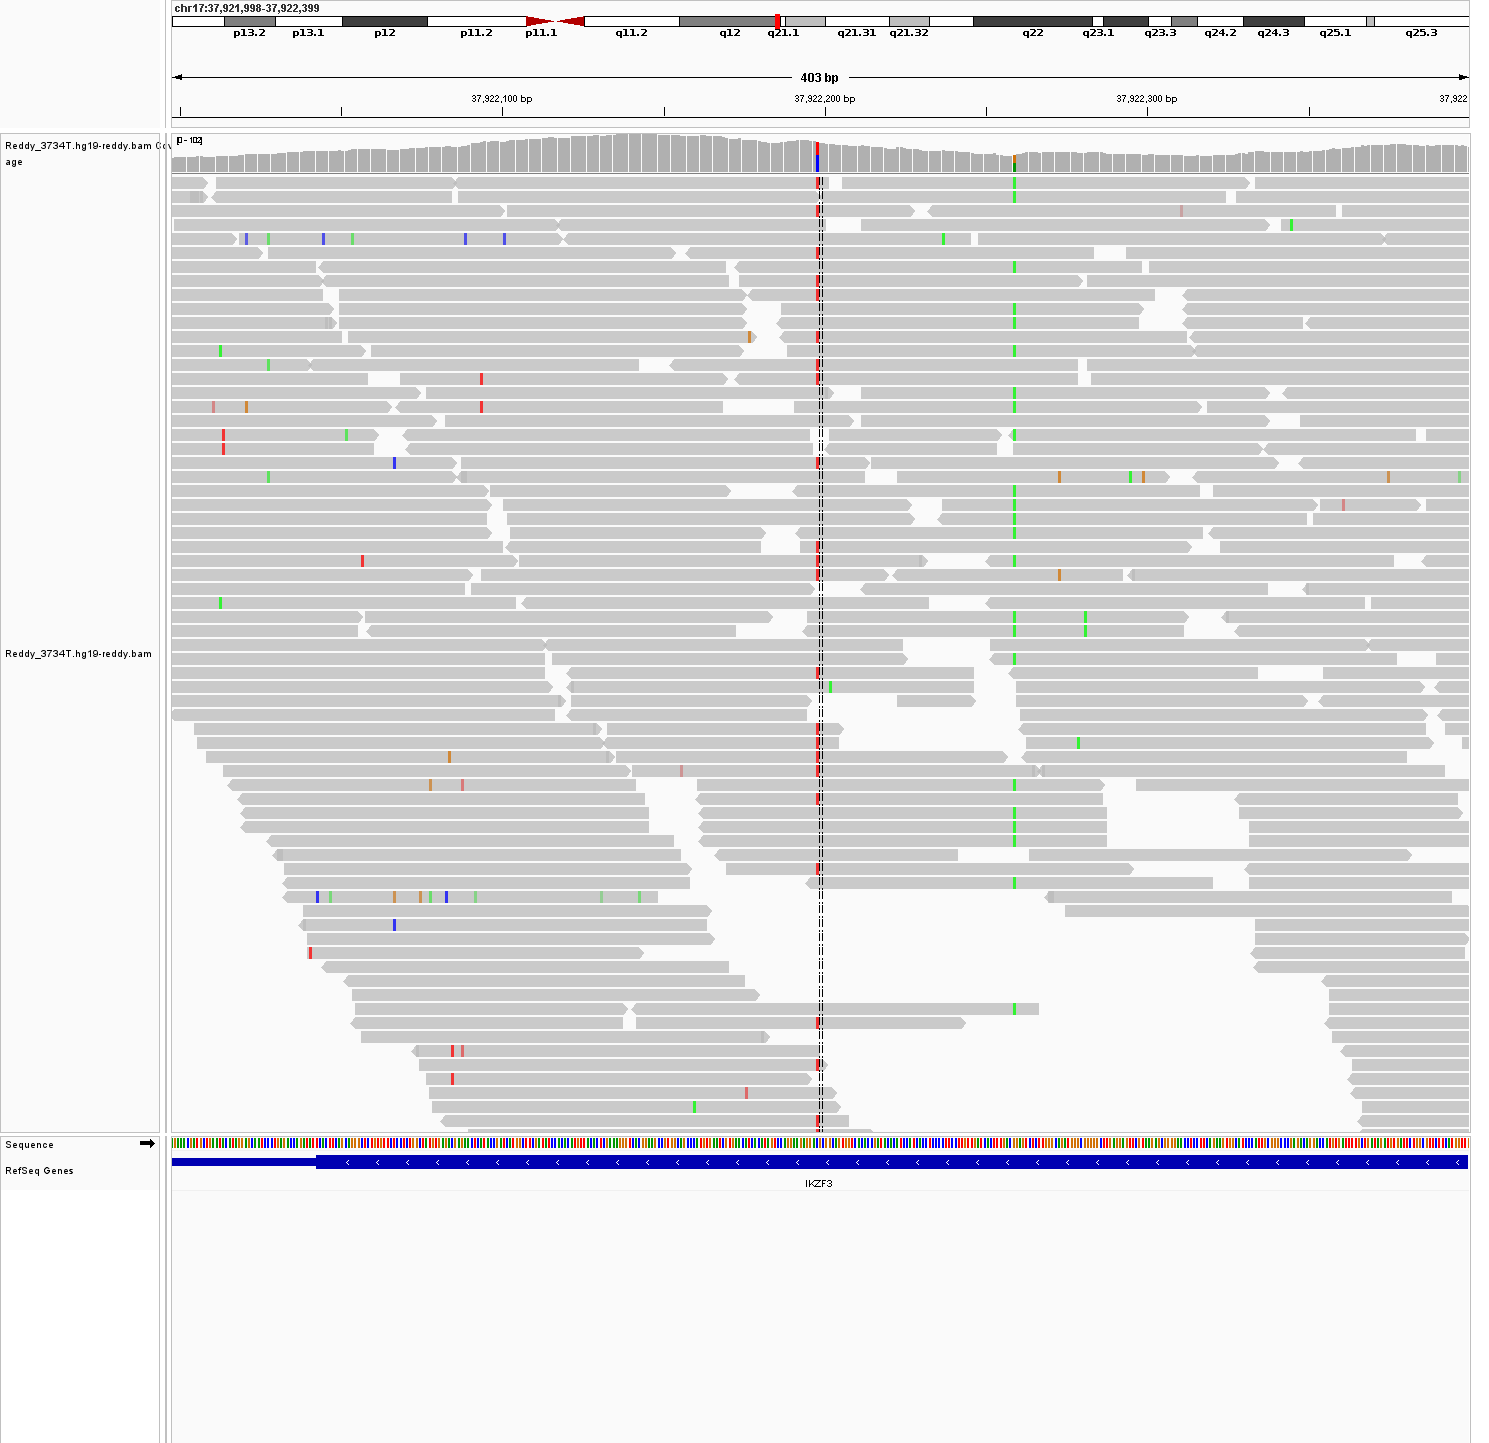 chr17:37,921,998-37,922,399
p13.2 p13.1 p12 p11.2 p11.1 q11.2 q12 q21.1 q21.31 q21.32 q22 q23.1 q23.3 q24.2 q24.3 q25.1 q25.3
403 bp
37,922,100 bp 37,922,200 bp 37,922,300 bp 37,922
[0 - 102]
Reddy_3734T.hg19-reddy.bam Cov
age
Reddy_3734T.hg19-reddy.bam
Sequence
RefSeq Genes
IKZF3